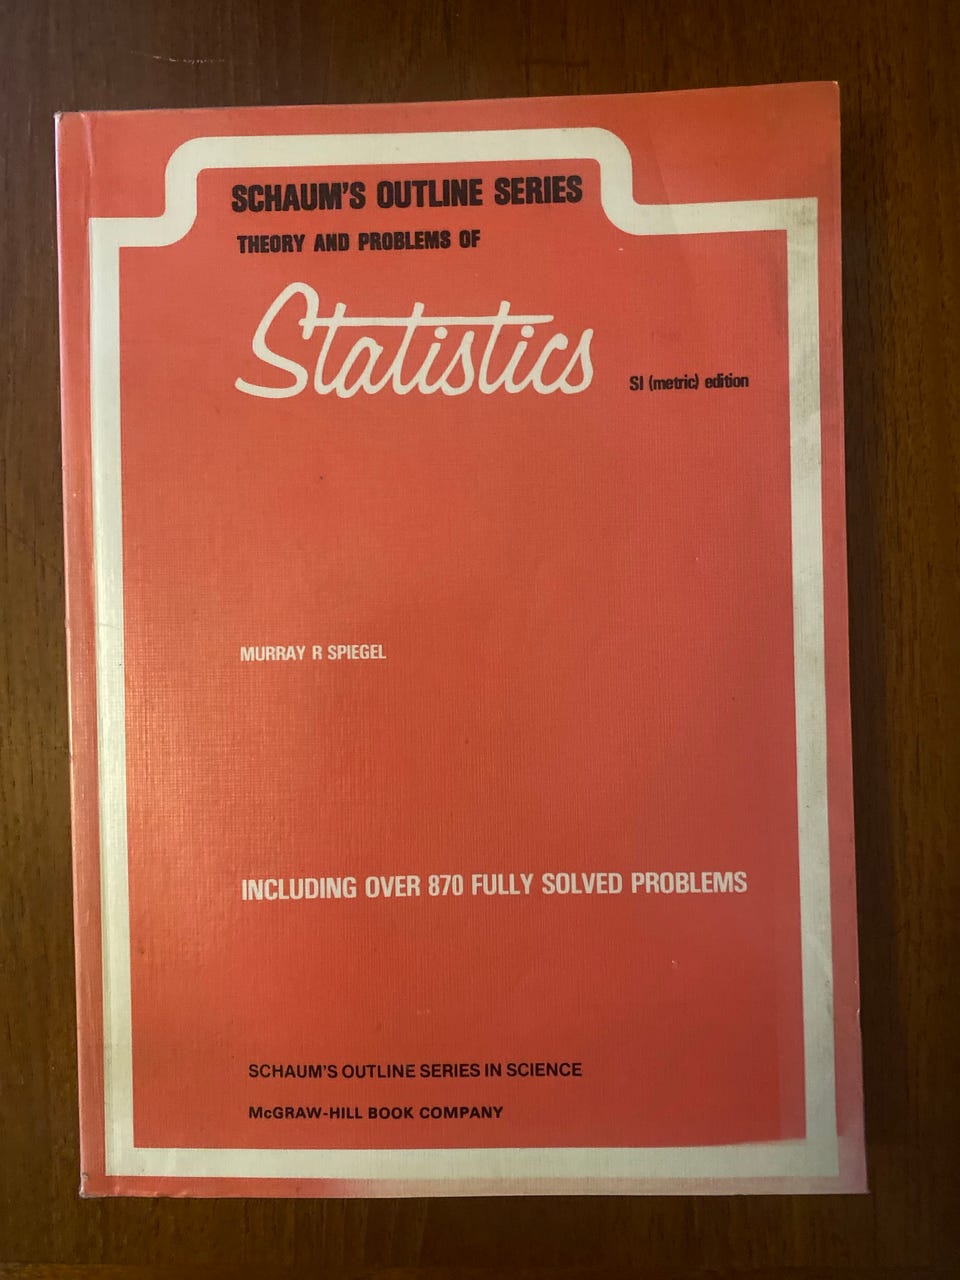 SCHAUM'S OUTLINE SERIES
THEORY AND PROBLEMS OF
Statistics
SI (metric) edition
MURRAY R SPIEGEL
INCLUDING OVER 870 FULLY SOLVED PROBLEMS
SCHAUM'S OUTLINE SERIES IN SCIENCE
McGRAW-HILL BOOK COMPANY